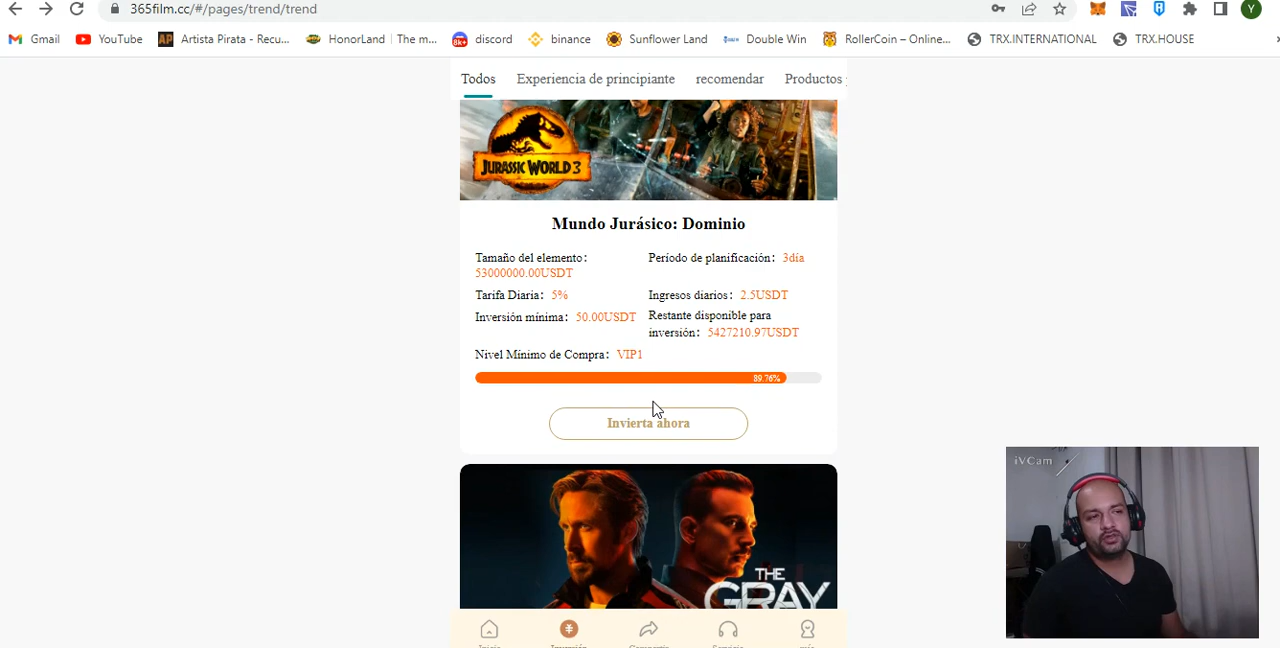 365film.cc/#/pages/trend/trend
Y
Gmail
YouTube
AP
Artista Pirata - Recu...
HonorLand | The m...
8k+
discord
binance
Sunflower Land
Double Win
RollerCoin – Online...
TRX.INTERNATIONAL
TRX.HOUSE
Todos
Experiencia de principiante
recomendar
Productos
JURASSIC WORLD 3
Mundo Jurásico: Dominio
Tamaño del elemento:
53000000.00USDT
Período de planificación: 3día
Tarifa Diaria: 5%
Ingresos diarios: 2.5USDT
Inversión mínima: 50.00USDT
Restante disponible para
inversión: 5427210.97USDT
Nivel Mínimo de Compra: VIP1
89.76%
Invierta ahora
iVCam
THE
GRAY